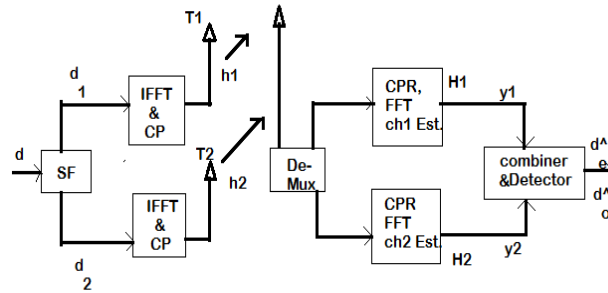 T1
d
1
h1
IFFT
&
CP
CPR,
FFT
ch1 Est.
H1
y1
d
SF
T2
h2
De-
Mux
combiner
&Detector
d^
e
d^
o
IFFT
&
CP
CPR
FFT
ch2 Est.
d
2
H2
y2